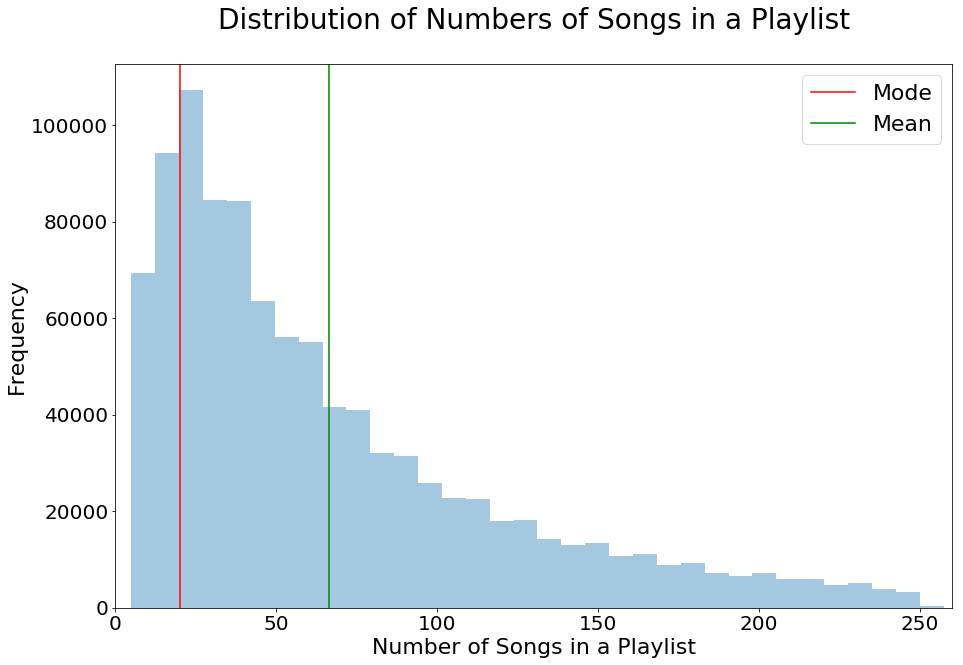 Distribution of Numbers of Songs in a Playlist
Mode
Mean
100000
80000
60000
40000
20000
0
Frequency
0 50 100 150 200 250
Number of Songs in a Playlist